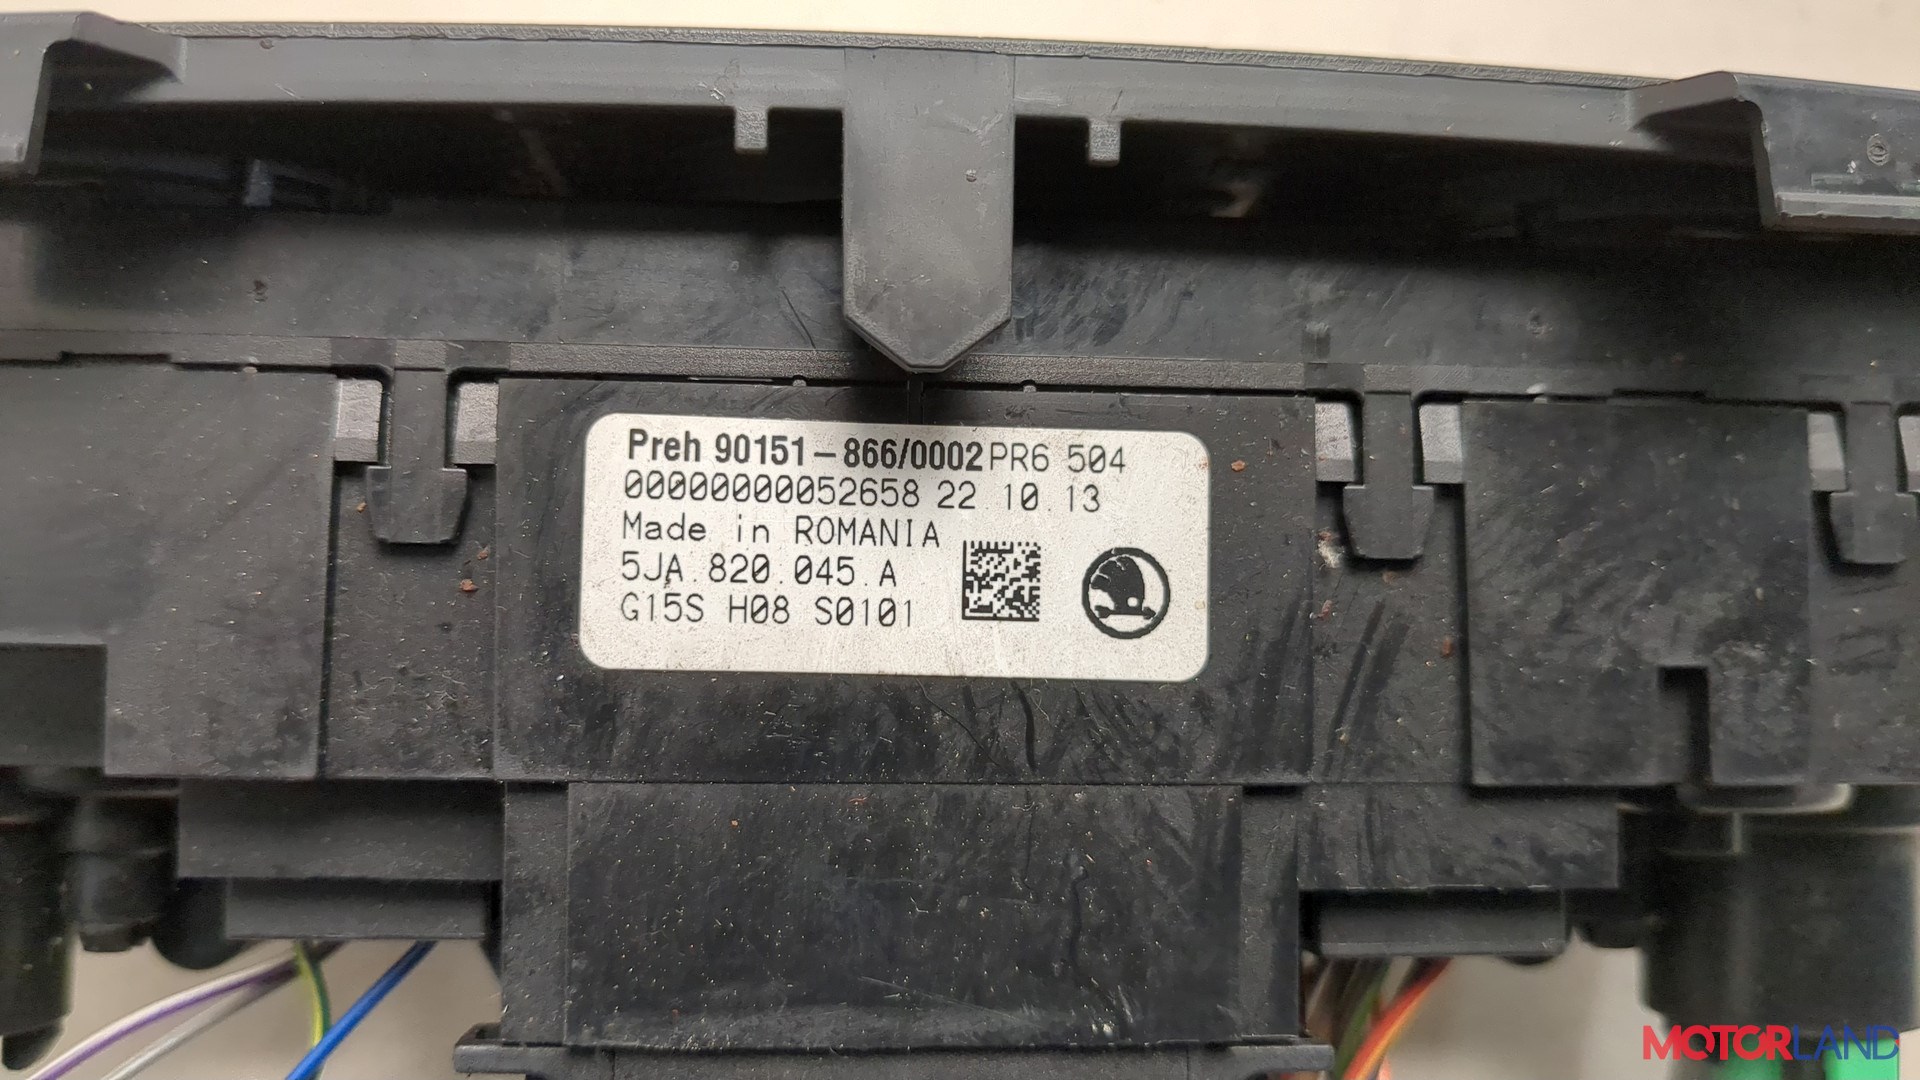 Preh 90151-866/0002 PR6 504
00000000052658 22 10 13
Made in ROMANIA
5JA.820.045.A
G15S H08 S0101
MOTORLAND